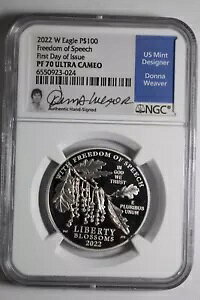 2022 W Eagle P$100
Freedom of Speech
First Day of Issue
PF 70 ULTRA CAMEO
6550923-024
Authentic Hand-Signed
US Mint
Designer
Donna
Weaver
NGC
WITH FREEDOM OF SPEECH
IN
GOD
WE
TRUST
E
PLURIBUS
UNUM
LIBERTY
BLOSSOMS
2022